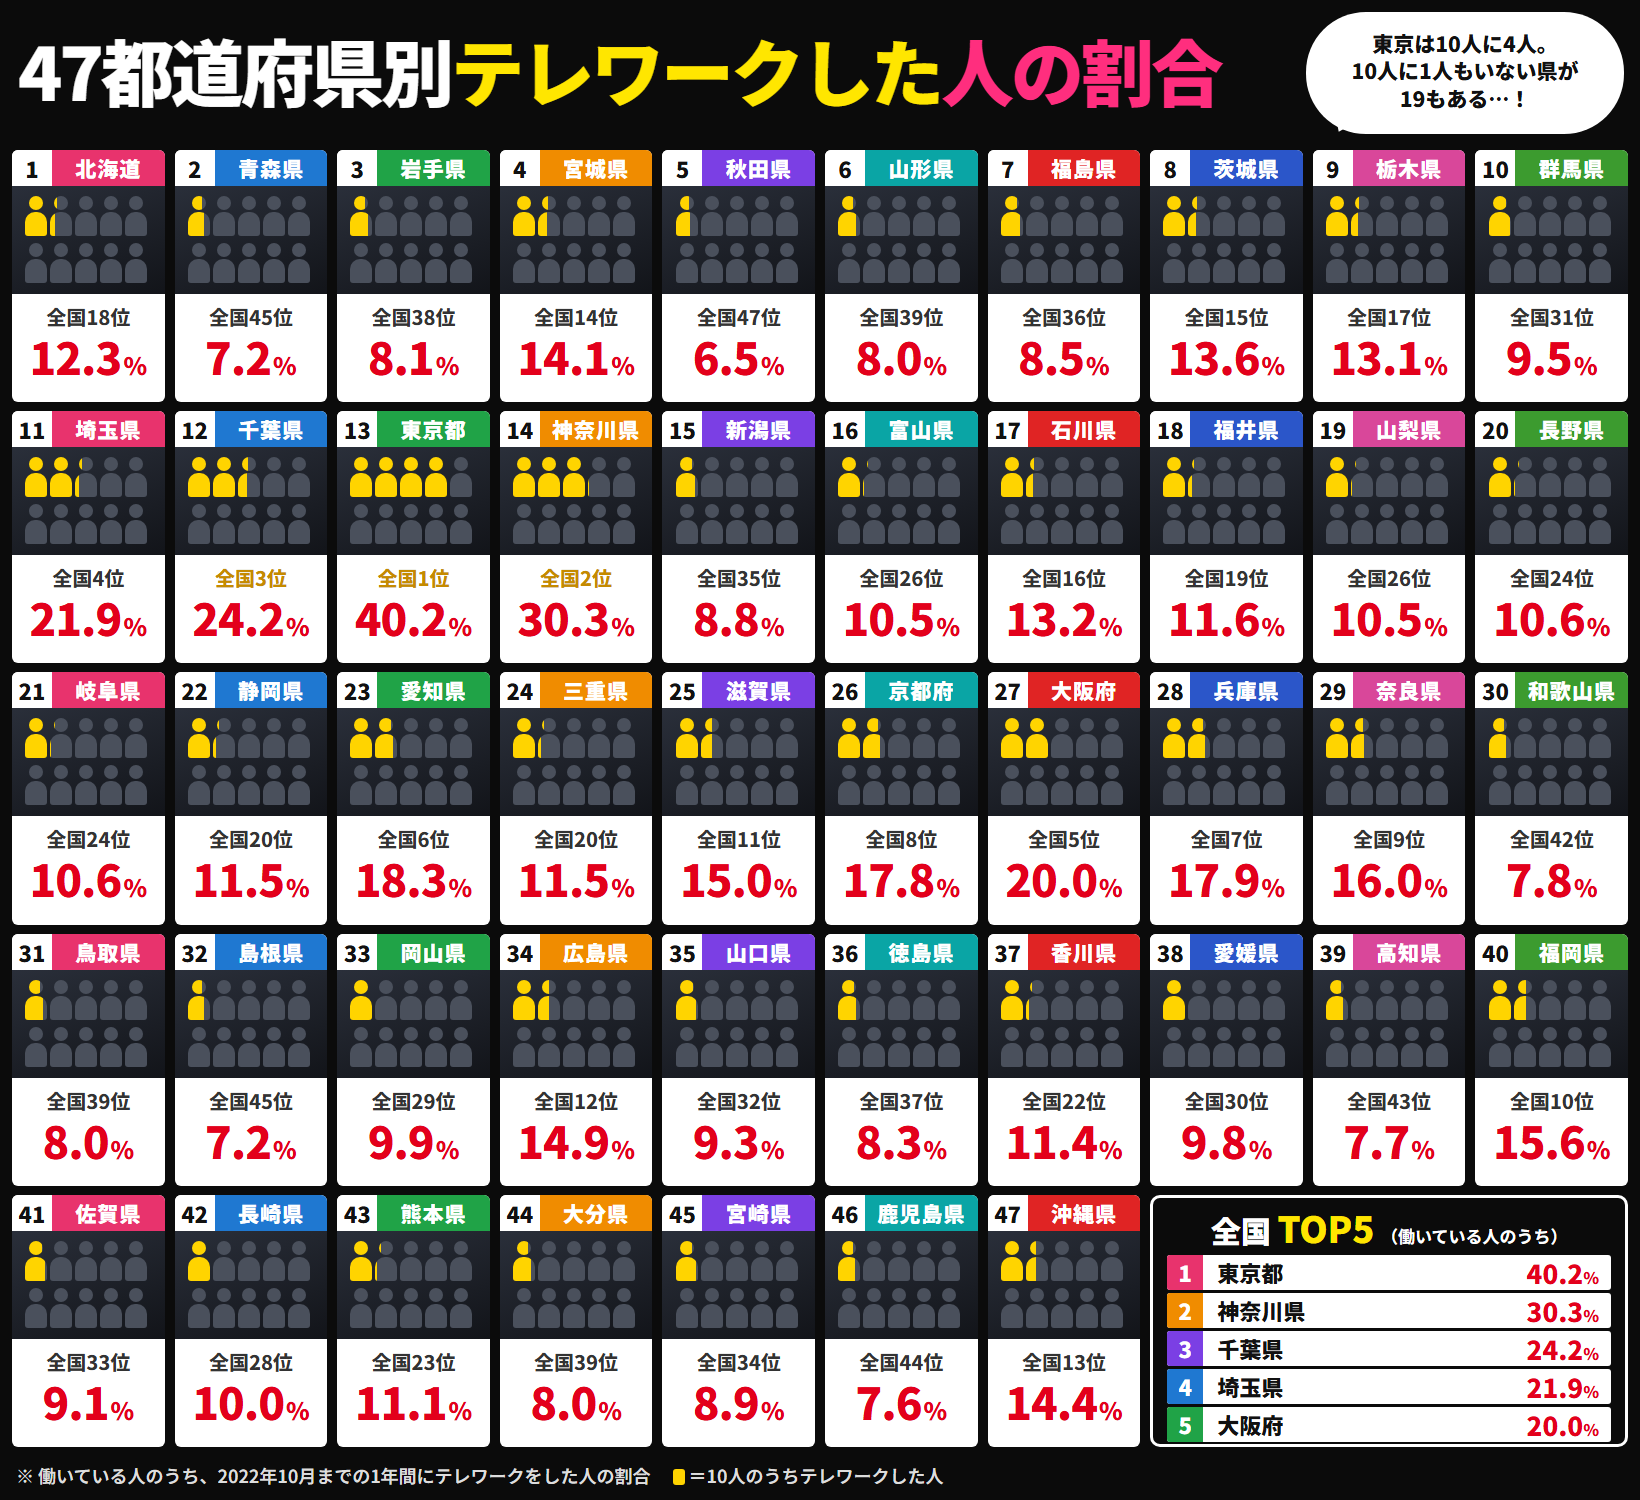 47都道府県別テレワークした人の割合
東京は10人に4人。
10人に1人もいない県が
19もある…！
1 北海道
全国18位
12.3%
2 青森県
全国45位
7.2%
3 岩手県
全国38位
8.1%
4 宮城県
全国14位
14.1%
5 秋田県
全国47位
6.5%
6 山形県
全国39位
8.0%
7 福島県
全国36位
8.5%
8 茨城県
全国15位
13.6%
9 栃木県
全国17位
13.1%
10 群馬県
全国31位
9.5%
11 埼玉県
全国4位
21.9%
12 千葉県
全国3位
24.2%
13 東京都
全国1位
40.2%
14 神奈川県
全国2位
30.3%
15 新潟県
全国35位
8.8%
16 富山県
全国26位
10.5%
17 石川県
全国16位
13.2%
18 福井県
全国19位
11.6%
19 山梨県
全国26位
10.5%
20 長野県
全国24位
10.6%
21 岐阜県
全国24位
10.6%
22 静岡県
全国20位
11.5%
23 愛知県
全国6位
18.3%
24 三重県
全国20位
11.5%
25 滋賀県
全国11位
15.0%
26 京都府
全国8位
17.8%
27 大阪府
全国5位
20.0%
28 兵庫県
全国7位
17.9%
29 奈良県
全国9位
16.0%
30 和歌山県
全国42位
7.8%
31 鳥取県
全国39位
8.0%
32 島根県
全国45位
7.2%
33 岡山県
全国29位
9.9%
34 広島県
全国12位
14.9%
35 山口県
全国32位
9.3%
36 徳島県
全国37位
8.3%
37 香川県
全国22位
11.4%
38 愛媛県
全国30位
9.8%
39 高知県
全国43位
7.7%
40 福岡県
全国10位
15.6%
41 佐賀県
全国33位
9.1%
42 長崎県
全国28位
10.0%
43 熊本県
全国23位
11.1%
44 大分県
全国39位
8.0%
45 宮崎県
全国34位
8.9%
46 鹿児島県
全国44位
7.6%
47 沖縄県
全国13位
14.4%
全国 TOP5（働いている人のうち）
1 東京都 40.2%
2 神奈川県 30.3%
3 千葉県 24.2%
4 埼玉県 21.9%
5 大阪府 20.0%
※ 働いている人のうち、2022年10月までの1年間にテレワークをした人の割合 ＝10人のうちテレワークした人